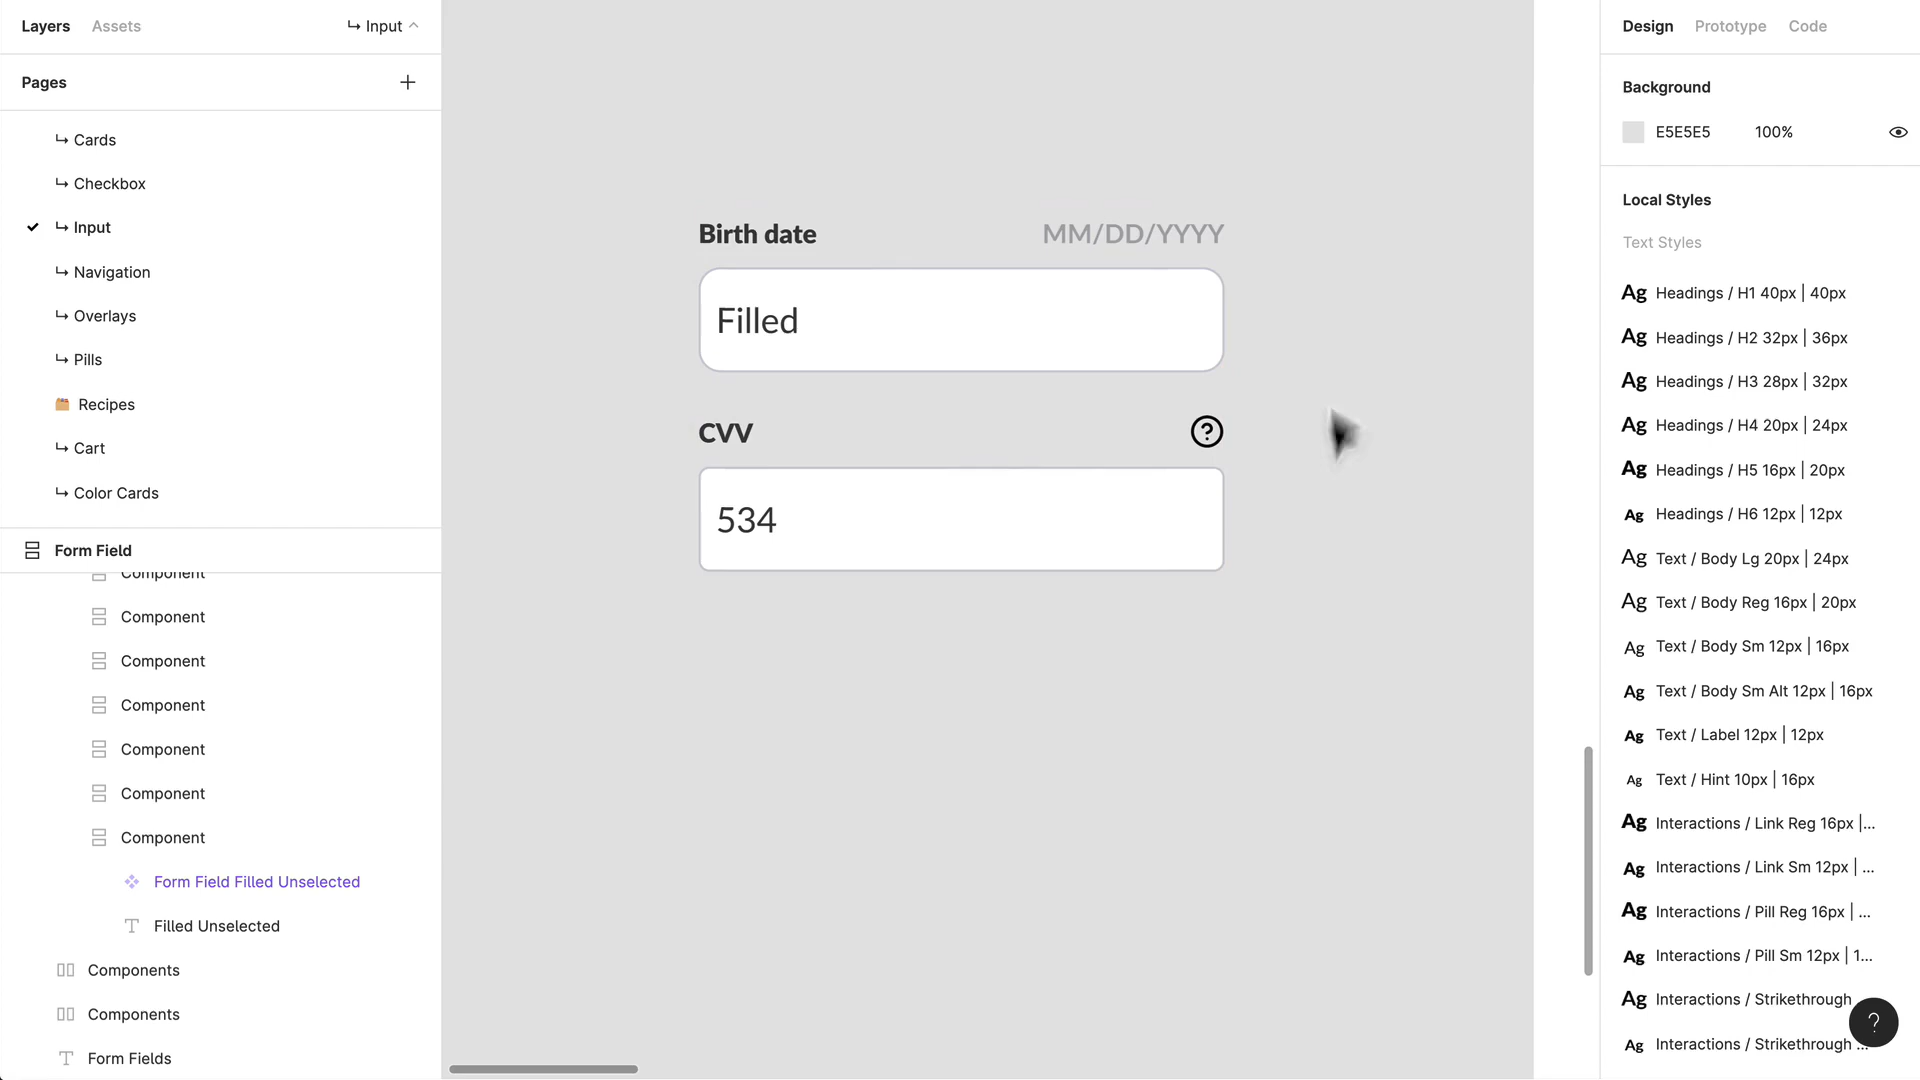 Layers Assets ↳ Input
Pages
↳ Cards
↳ Checkbox
↳ Input
↳ Navigation
↳ Overlays
↳ Pills
Recipes
↳ Cart
↳ Color Cards
Form Field
Component
Component
Component
Component
Component
Component
Component
Form Field Filled Unselected
Filled Unselected
Components
Components
Form Fields
Birth date MM/DD/YYYY
Filled
CVV ?
534
Design Prototype Code
Background
E5E5E5 100%
Local Styles
Text Styles
Ag Headings / H1 40px | 40px
Ag Headings / H2 32px | 36px
Ag Headings / H3 28px | 32px
Ag Headings / H4 20px | 24px
Ag Headings / H5 16px | 20px
Ag Headings / H6 12px | 12px
Ag Text / Body Lg 20px | 24px
Ag Text / Body Reg 16px | 20px
Ag Text / Body Sm 12px | 16px
Ag Text / Body Sm Alt 12px | 16px
Ag Text / Label 12px | 12px
Ag Text / Hint 10px | 16px
Ag Interactions / Link Reg 16px |...
Ag Interactions / Link Sm 12px | ...
Ag Interactions / Pill Reg 16px | ...
Ag Interactions / Pill Sm 12px | 1...
Ag Interactions / Strikethrough
Ag Interactions / Strikethrough ...
?